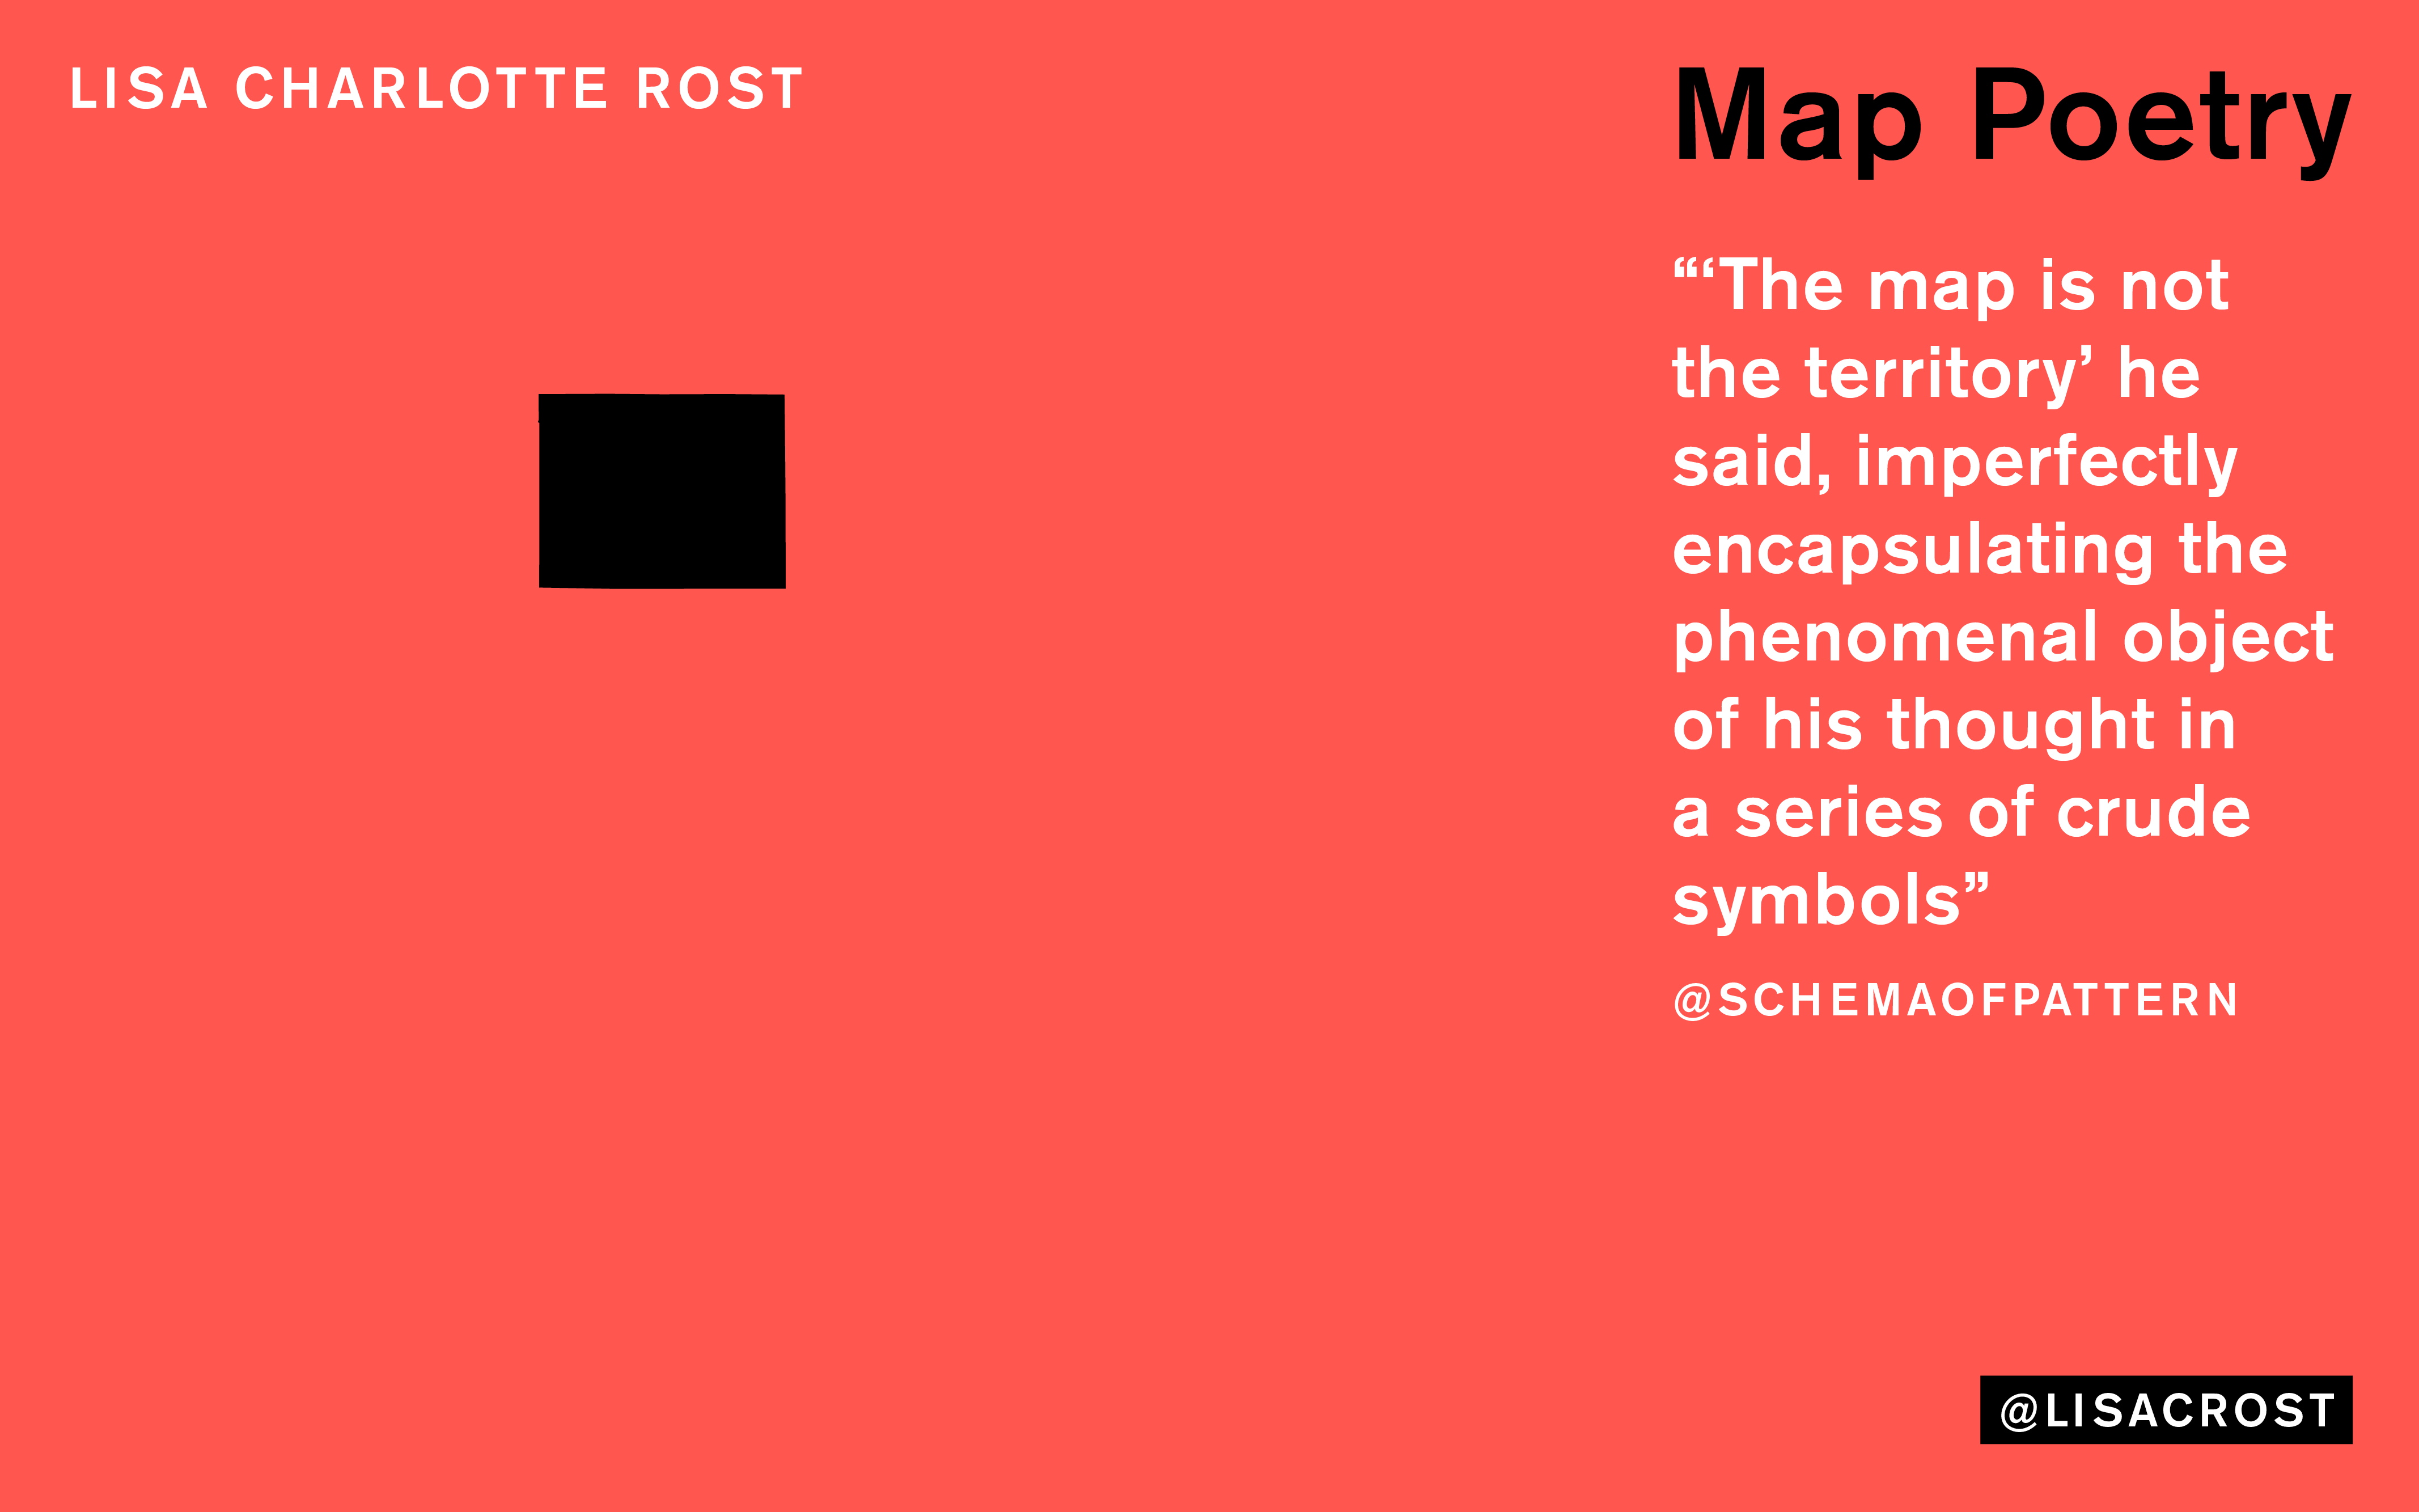 LISA CHARLOTTE ROST
Map Poetry
“‘The map is not
the territory’ he
said, imperfectly
encapsulating the
phenomenal object
of his thought in
a series of crude
symbols”
@SCHEMAOFPATTERN
@LISACROST